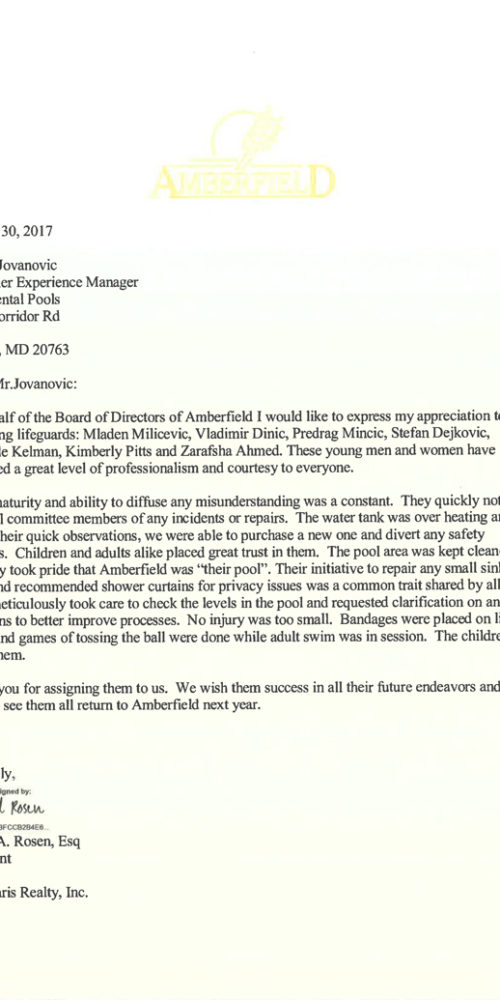 AMBERFIELD
30, 2017
Jovanovic
er Experience Manager
ental Pools
orridor Rd
, MD 20763
Mr.Jovanovic:
alf of the Board of Directors of Amberfield I would like to express my appreciation t
ng lifeguards: Mladen Milicevic, Vladimir Dinic, Predrag Mincic, Stefan Dejkovic,
e Kelman, Kimberly Pitts and Zarafsha Ahmed. These young men and women have
ed a great level of professionalism and courtesy to everyone.
naturity and ability to diffuse any misunderstanding was a constant. They quickly not
l committee members of any incidents or repairs. The water tank was over heating a
heir quick observations, we were able to purchase a new one and divert any safety
s. Children and adults alike placed great trust in them. The pool area was kept clean
y took pride that Amberfield was “their pool”. Their initiative to repair any small sin
nd recommended shower curtains for privacy issues was a common trait shared by all
eticulously took care to check the levels in the pool and requested clarification on an
ns to better improve processes. No injury was too small. Bandages were placed on li
nd games of tossing the ball were done while adult swim was in session. The childre
hem.
you for assigning them to us. We wish them success in all their future endeavors and
see them all return to Amberfield next year.
ly,
igned by:
l Rosen
BFCCB2B4E6...
A. Rosen, Esq
nt
ris Realty, Inc.